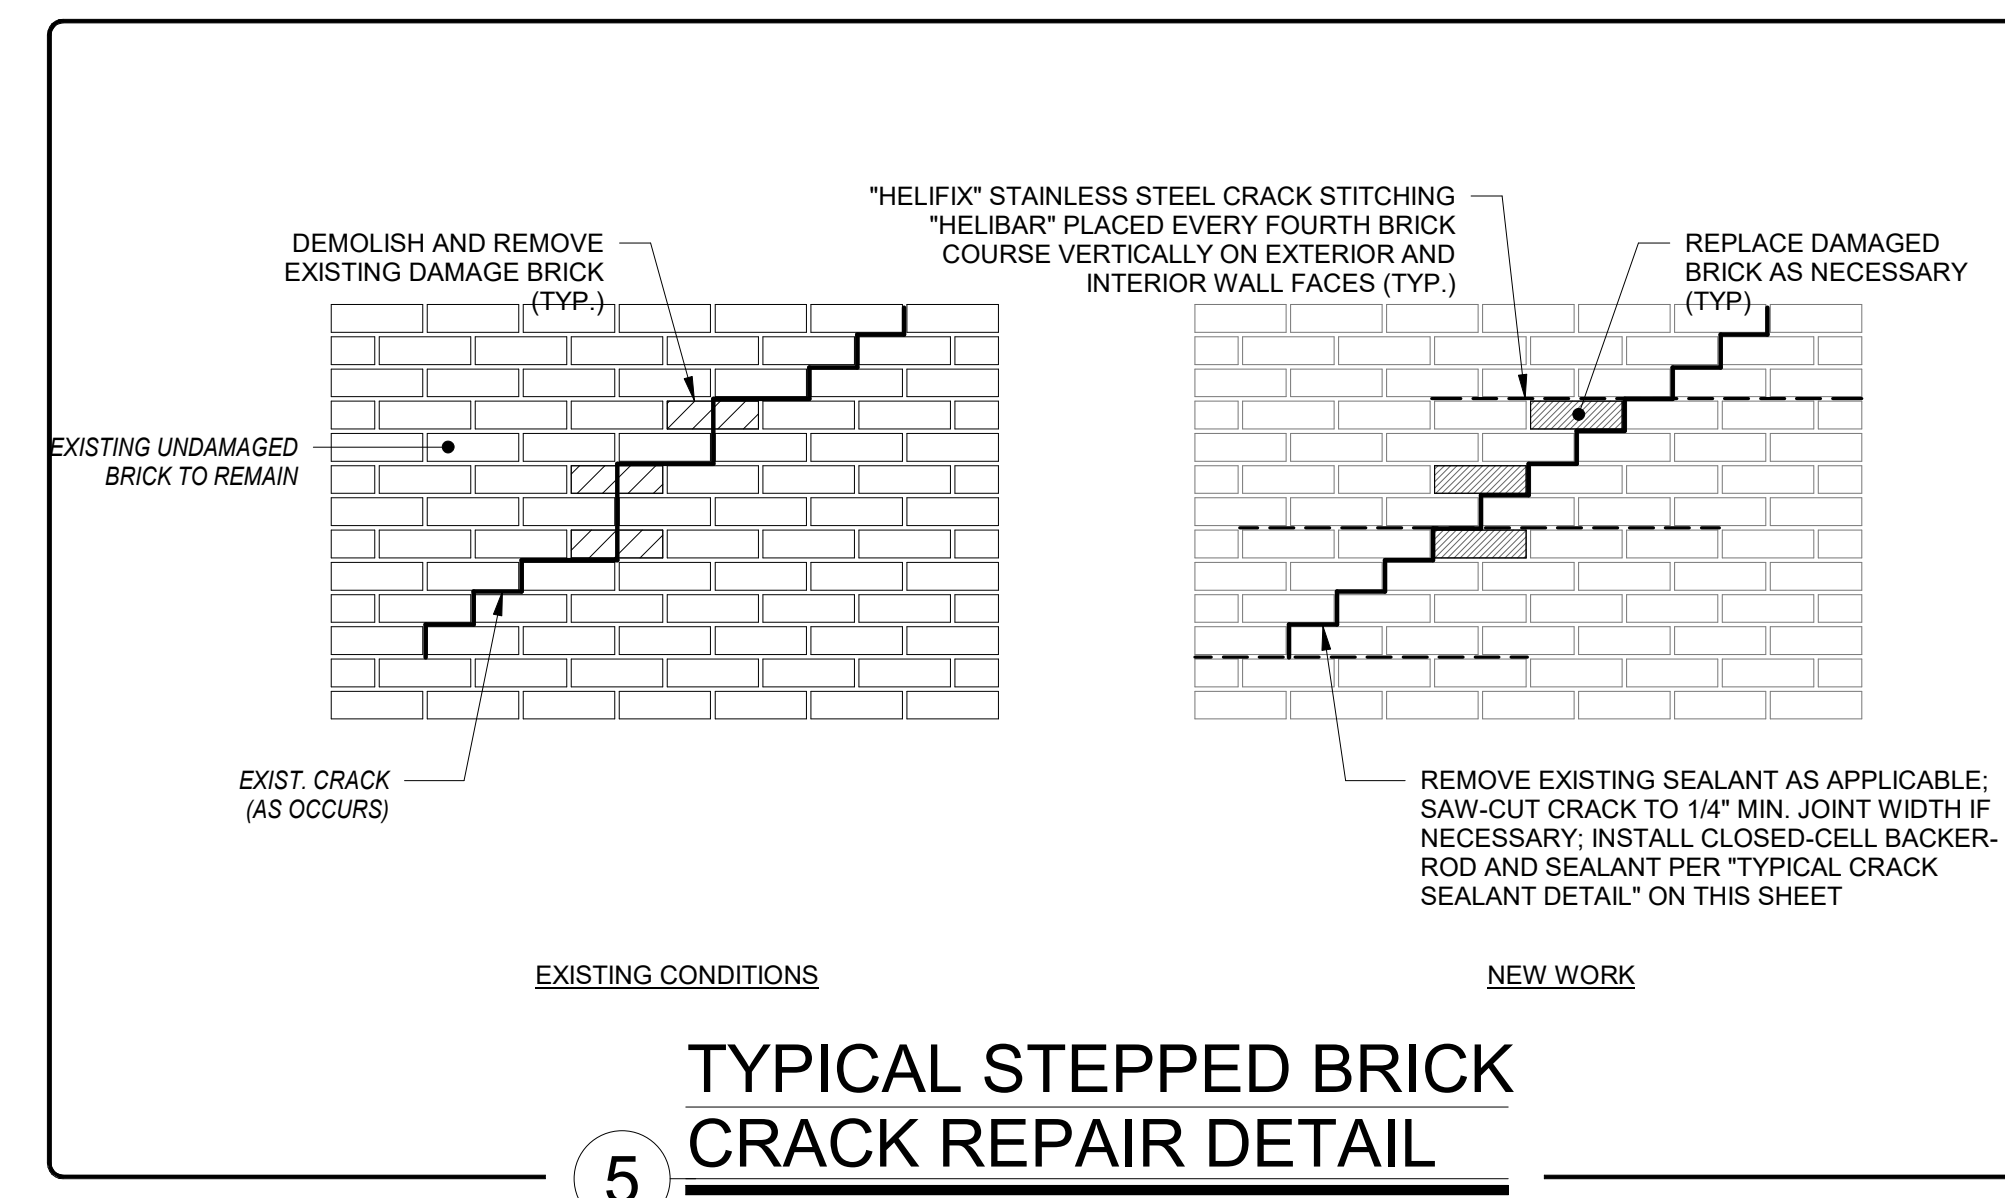 DEMOLISH AND REMOVE
EXISTING DAMAGE BRICK
(TYP.)
EXISTING UNDAMAGED
BRICK TO REMAIN
EXIST. CRACK
(AS OCCURS)
EXISTING CONDITIONS
"HELIFIX" STAINLESS STEEL CRACK STITCHING
"HELIBAR" PLACED EVERY FOURTH BRICK
COURSE VERTICALLY ON EXTERIOR AND
INTERIOR WALL FACES (TYP.)
REPLACE DAMAGED
BRICK AS NECESSARY
(TYP)
REMOVE EXISTING SEALANT AS APPLICABLE;
SAW-CUT CRACK TO 1/4" MIN. JOINT WIDTH IF
NECESSARY; INSTALL CLOSED-CELL BACKER-
ROD AND SEALANT PER "TYPICAL CRACK
SEALANT DETAIL" ON THIS SHEET
NEW WORK
TYPICAL STEPPED BRICK
CRACK REPAIR DETAIL
5